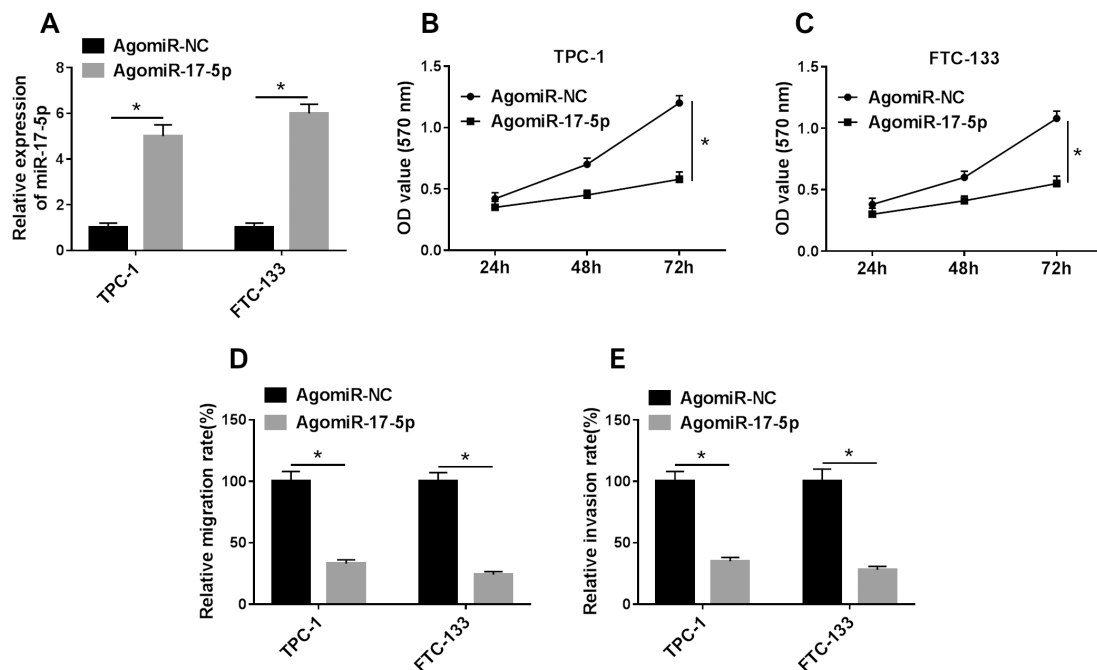 A
AgomiR-NC
AgomiR-17-5p
Relative expression
of miR-17-5p
8
6
4
2
0
*
*
TPC-1
FTC-133
B
TPC-1
AgomiR-NC
AgomiR-17-5p
OD value (570 nm)
1.5
1.0
0.5
0.0
*
24h
48h
72h
C
FTC-133
AgomiR-NC
AgomiR-17-5p
OD value (570 nm)
1.5
1.0
0.5
0.0
*
24h
48h
72h
D
AgomiR-NC
AgomiR-17-5p
Relative migration rate(%)
150
100
50
0
*
*
TPC-1
FTC-133
E
AgomiR-NC
AgomiR-17-5p
Relative invasion rate(%)
150
100
50
0
*
*
TPC-1
FTC-133